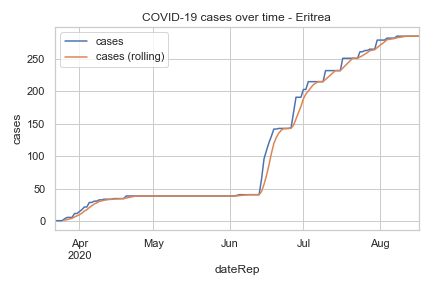 COVID-19 cases over time - Eritrea
cases
cases (rolling)
cases
250
200
150
100
50
0
Apr
2020
May
Jun
Jul
Aug
dateRep